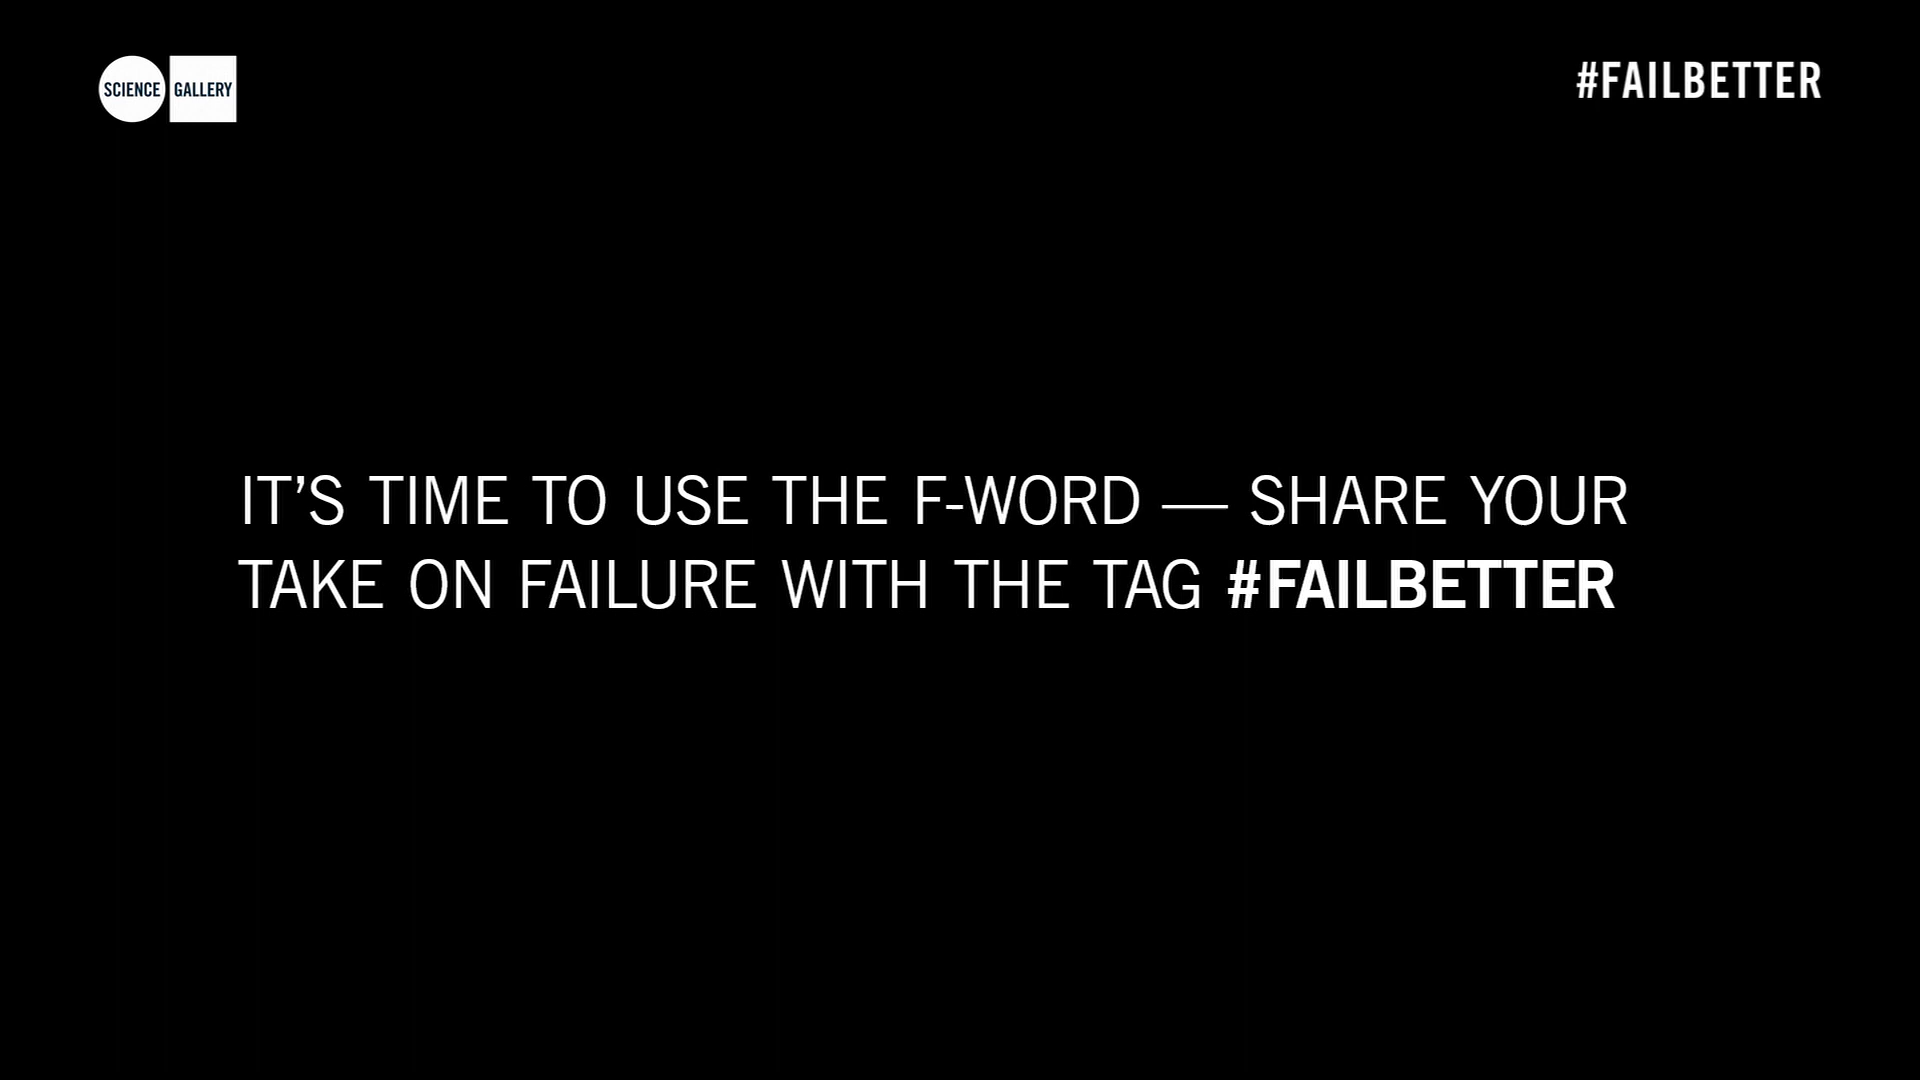 SCIENCE GALLERY
#FAILBETTER
IT’S TIME TO USE THE F-WORD — SHARE YOUR
TAKE ON FAILURE WITH THE TAG #FAILBETTER